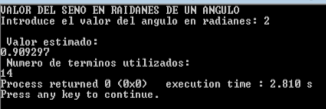 VALOR DEL SENO EN RAIDANES DE UN ANGULO
Introduce el valor del angulo en radianes: 2
Valor estimado:
0.909297
Numero de terminos utilizados:
14
Process returned 0 (0x0)   execution time : 2.810 s
Press any key to continue.